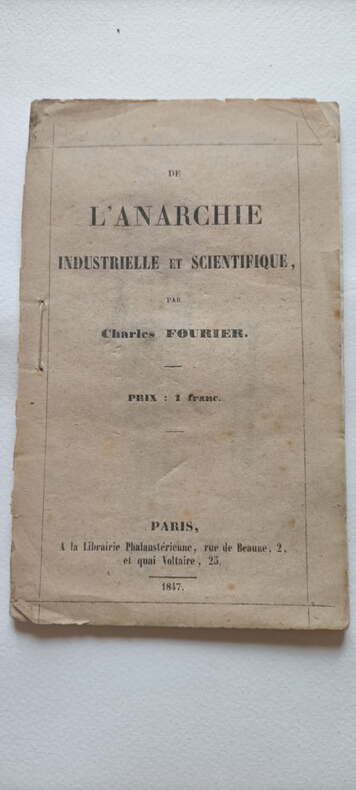 DE
L'ANARCHIE
INDUSTRIELLE ET SCIENTIFIQUE,
PAR
Charles FOURIER.
PRIX : 1 franc.
PARIS,
A la Librairie Phalanstérienne, rue de Beaune, 2,
et quai Voltaire, 25.
1847.